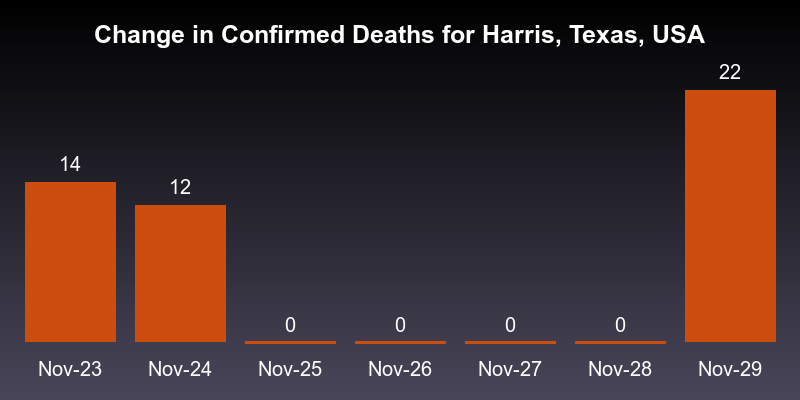 Change in Confirmed Deaths for Harris, Texas, USA
22
14
12
0 0 0 0
Nov-23 Nov-24 Nov-25 Nov-26 Nov-27 Nov-28 Nov-29